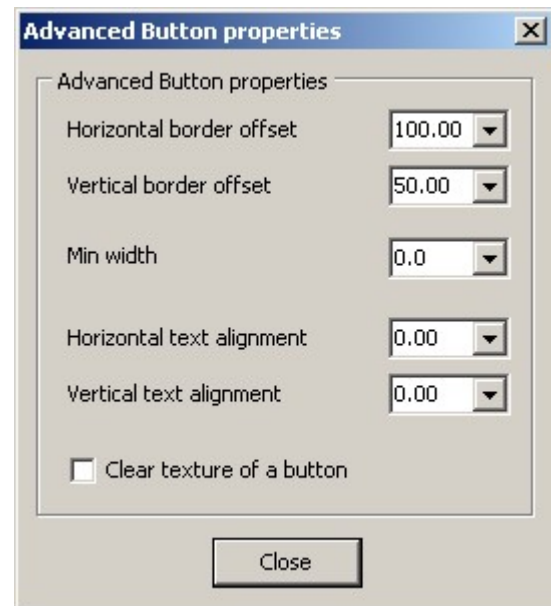 Advanced Button properties
Advanced Button properties
Horizontal border offset 100.00
Vertical border offset 50.00
Min width 0.0
Horizontal text alignment 0.00
Vertical text alignment 0.00
Clear texture of a button
Close